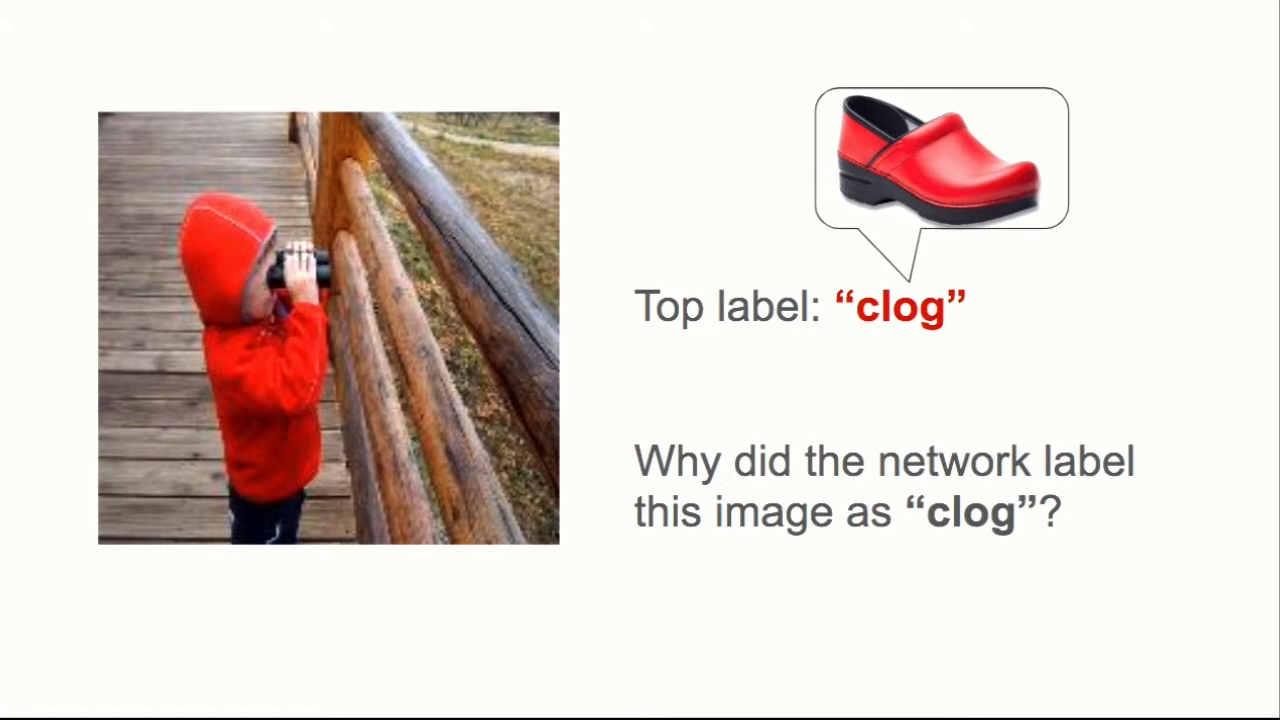 Top label: “clog”
Why did the network label
this image as “clog”?